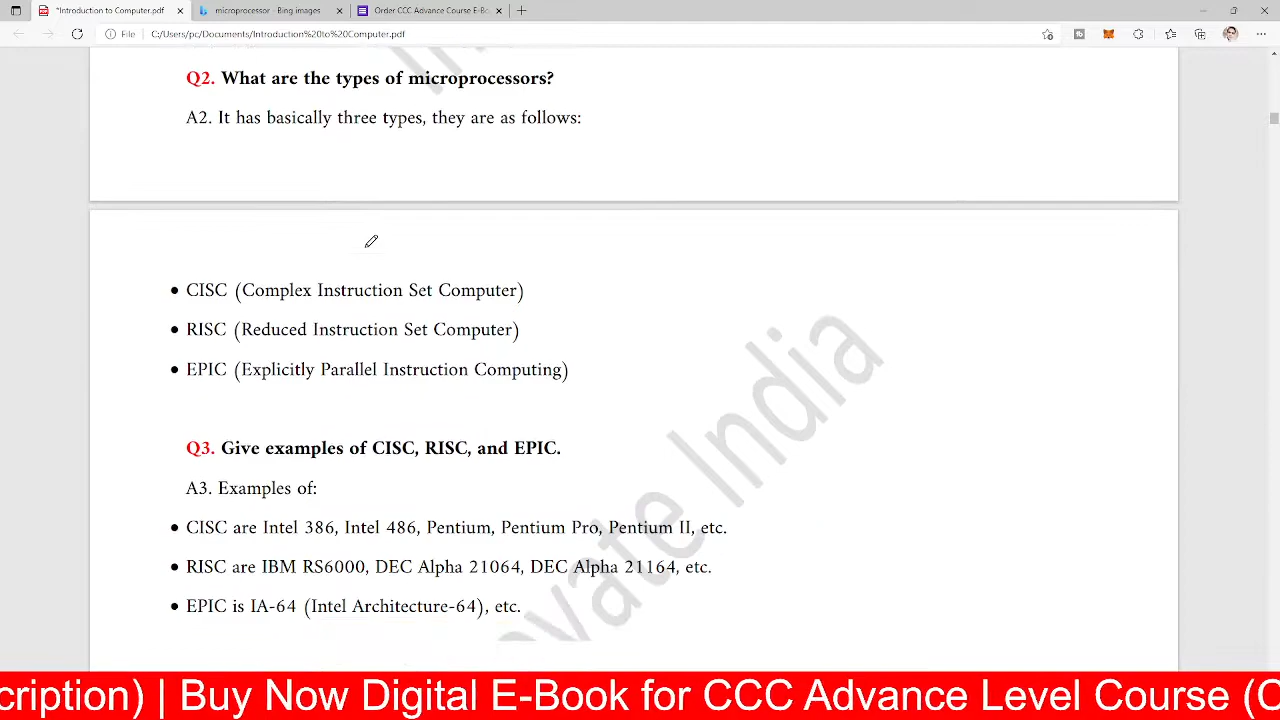 *Introduction to Computer.pdf
microprocessor - Bing images
Order CCC Advance Course E-Bo
File
C:/Users/pc/Documents/Introduction%20to%20Computer.pdf
Q2. What are the types of microprocessors?
A2. It has basically three types, they are as follows:
• CISC (Complex Instruction Set Computer)
• RISC (Reduced Instruction Set Computer)
• EPIC (Explicitly Parallel Instruction Computing)
Q3. Give examples of CISC, RISC, and EPIC.
A3. Examples of:
• CISC are Intel 386, Intel 486, Pentium, Pentium Pro, Pentium II, etc.
• RISC are IBM RS6000, DEC Alpha 21064, DEC Alpha 21164, etc.
• EPIC is IA-64 (Intel Architecture-64), etc.
ovate India
cription) | Buy Now Digital E-Book for CCC Advance Level Course (C